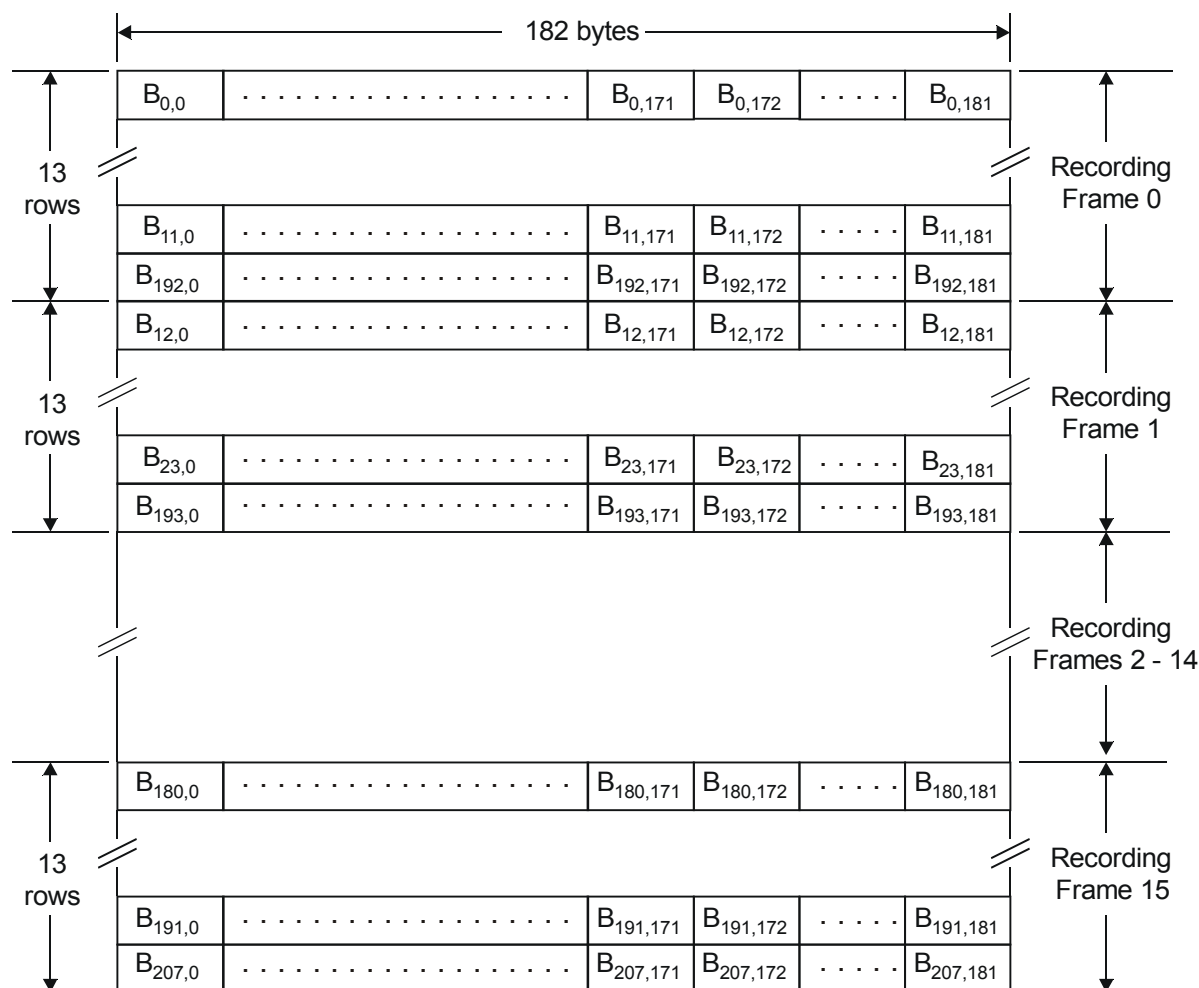 182 bytes
B0,0 . . . . . . . . . . . . . . . . . . . B0,171 B0,172 . . . . . B0,181
13
rows
Recording
Frame 0
B11,0 . . . . . . . . . . . . . . . . . . . B11,171 B11,172 . . . . . B11,181
B192,0 . . . . . . . . . . . . . . . . . . . B192,171 B192,172 . . . . . B192,181
B12,0 . . . . . . . . . . . . . . . . . . . B12,171 B12,172 . . . . . B12,181
13
rows
Recording
Frame 1
B23,0 . . . . . . . . . . . . . . . . . . . B23,171 B23,172 . . . . . B23,181
B193,0 . . . . . . . . . . . . . . . . . . . B193,171 B193,172 . . . . . B193,181
Recording
Frames 2 - 14
B180,0 . . . . . . . . . . . . . . . . . . . B180,171 B180,172 . . . . . B180,181
13
rows
Recording
Frame 15
B191,0 . . . . . . . . . . . . . . . . . . . B191,171 B191,172 . . . . . B191,181
B207,0 . . . . . . . . . . . . . . . . . . . B207,171 B207,172 . . . . . B207,181